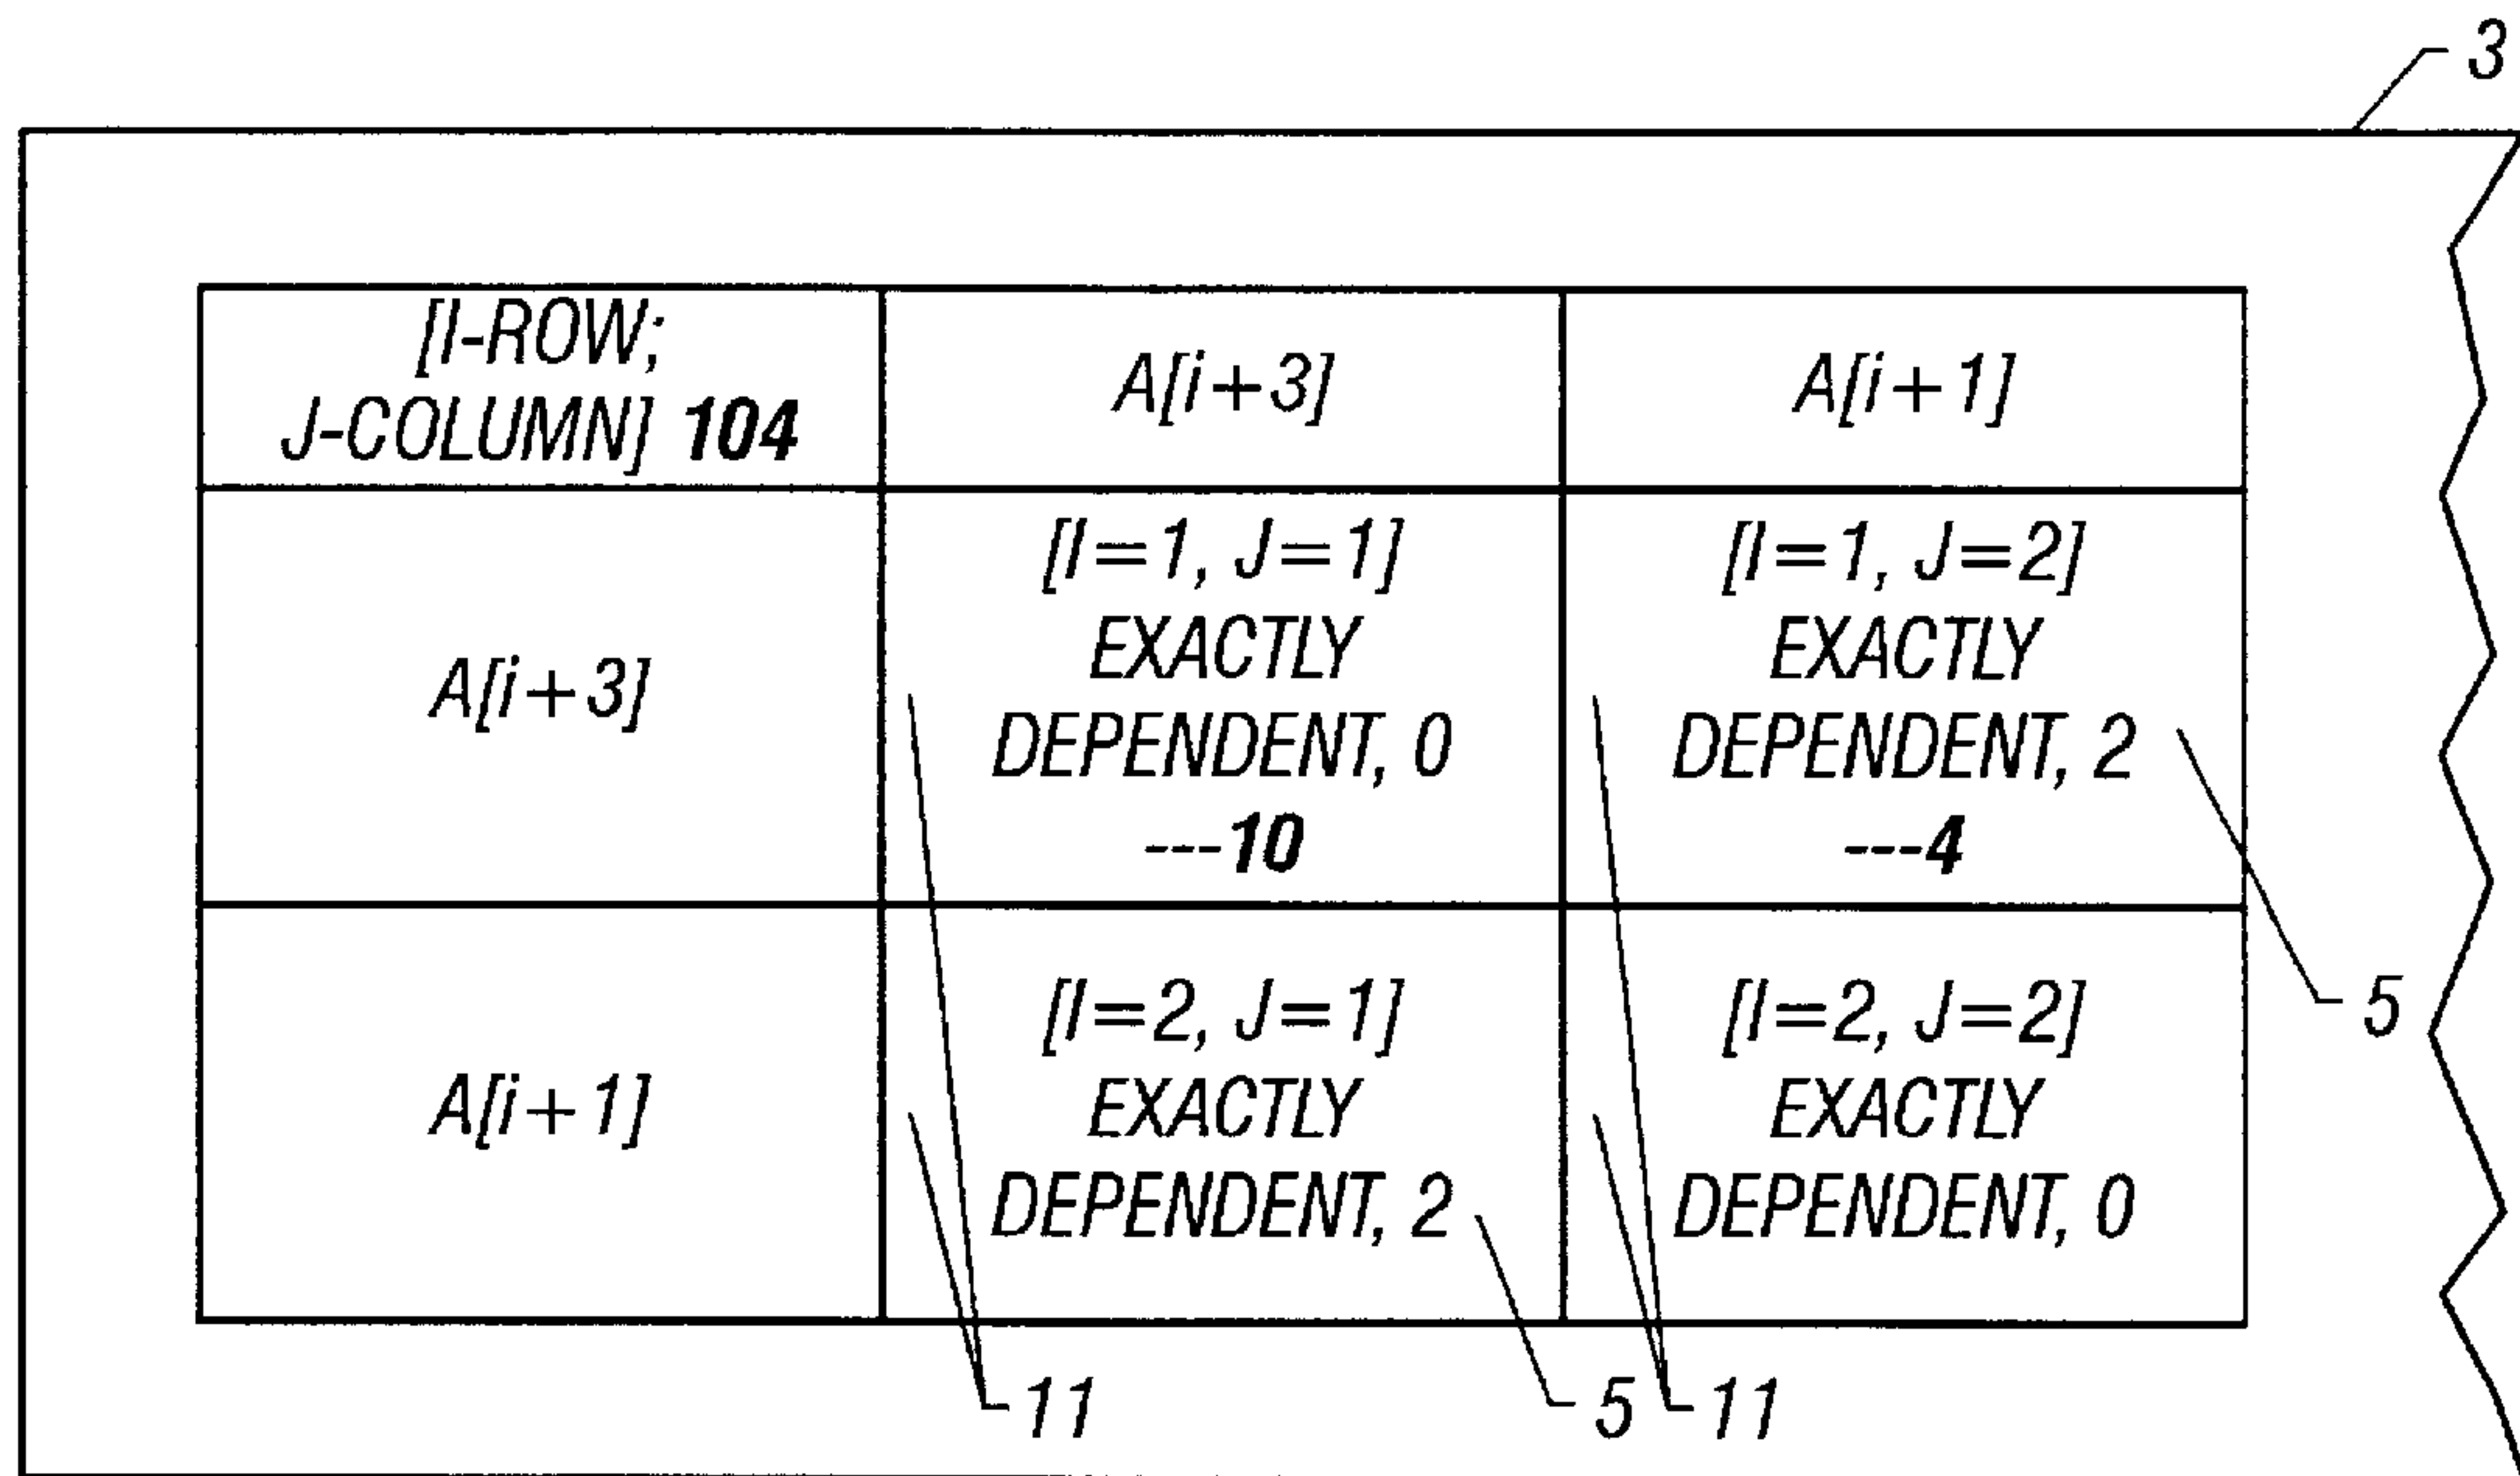 3
[I-ROW;
J-COLUMN] 104
A[i+3]
A[i+1]
A[i+3]
[I=1, J=1]
EXACTLY
DEPENDENT, 0
---10
[I=1, J=2]
EXACTLY
DEPENDENT, 2
---4
5
A[i+1]
[I=2, J=1]
EXACTLY
DEPENDENT, 2
[I=2, J=2]
EXACTLY
DEPENDENT, 0
11
5
11